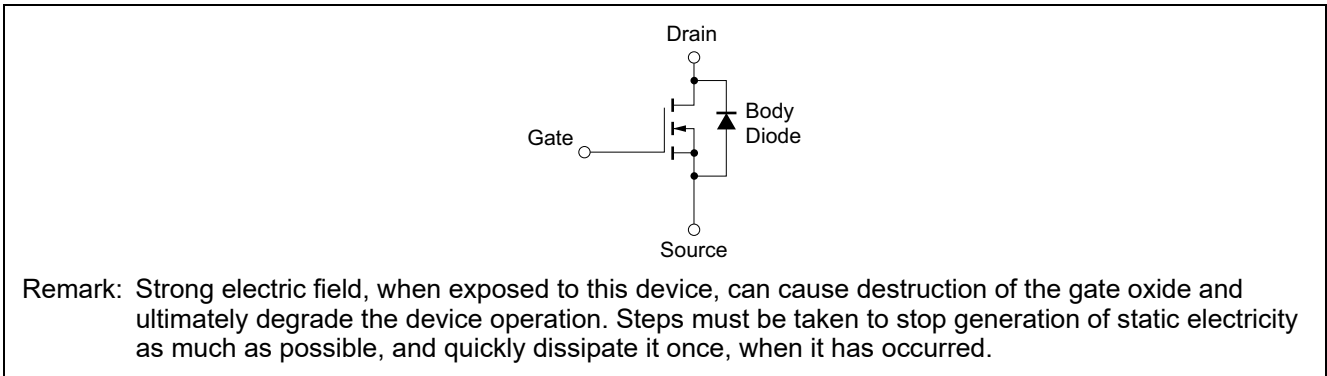 Drain
Body
Diode
Gate
Source
Remark: Strong electric field, when exposed to this device, can cause destruction of the gate oxide and
ultimately degrade the device operation. Steps must be taken to stop generation of static electricity
as much as possible, and quickly dissipate it once, when it has occurred.